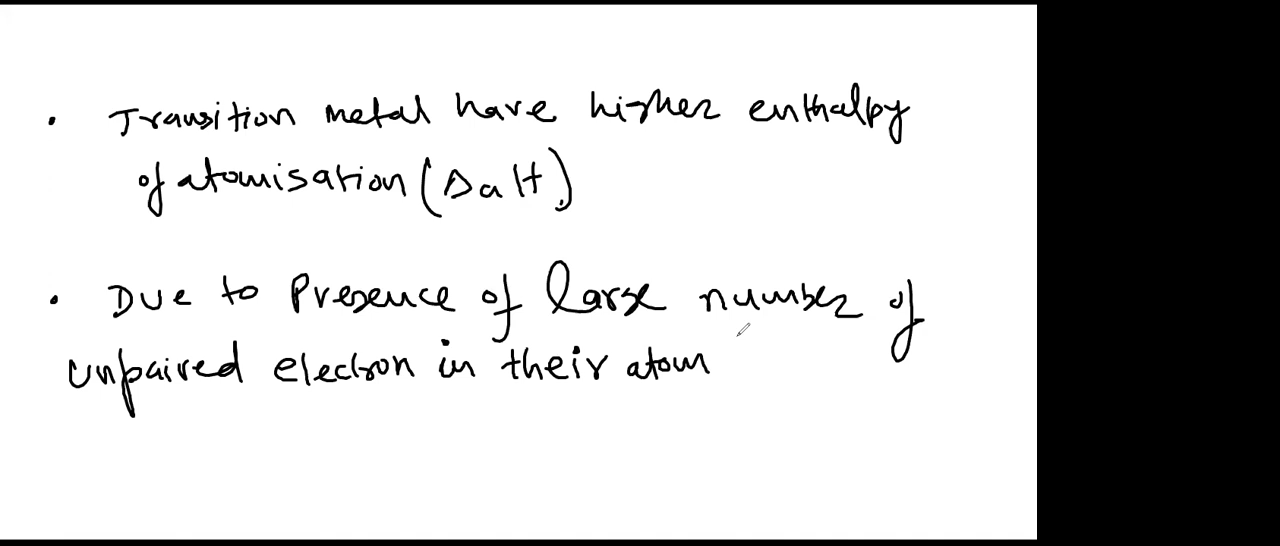 • Transition metal have higher enthalpy
of atomisation (ΔaH)
• Due to Presence of large number of
unpaired electron in their atom